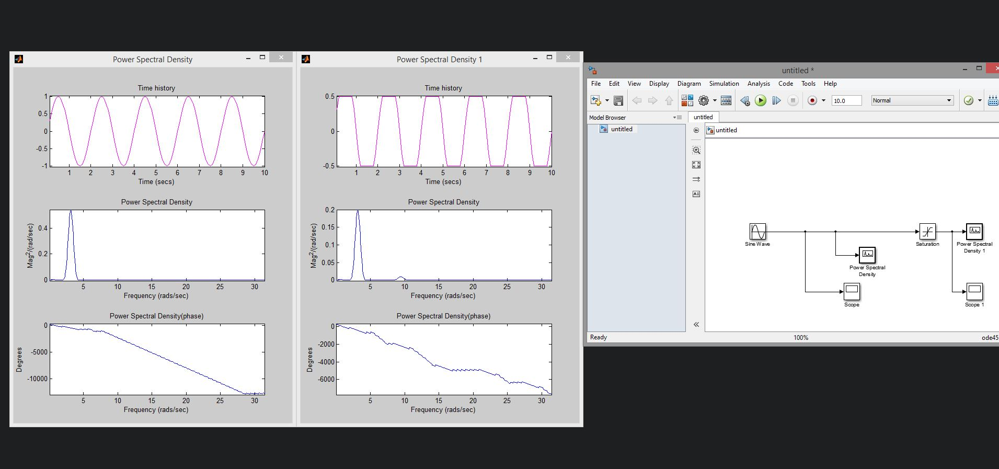 Power Spectral Density
Time history
1
0.5
0
-0.5
-1
1 2 3 4 5 6 7 8 9 10
Time (secs)
Power Spectral Density
Mag2/(rad/sec)
0.4
0.2
0
5 10 15 20 25 30
Frequency (rads/sec)
Power Spectral Density(phase)
Degrees
0
-5000
-10000
5 10 15 20 25 30
Frequency (rads/sec)
Power Spectral Density 1
Time history
0.5
0
-0.5
1 2 3 4 5 6 7 8 9 10
Time (secs)
Power Spectral Density
Mag2/(rad/sec)
0.2
0.15
0.1
0.05
0
5 10 15 20 25 30
Frequency (rads/sec)
Power Spectral Density(phase)
Degrees
0
-2000
-4000
-6000
5 10 15 20 25 30
Frequency (rads/sec)
untitled *
File Edit View Display Diagram Simulation Analysis Code Tools Help
10.0 Normal
Model Browser
untitled
untitled
untitled
Sine Wave
Saturation
Power Spectral
Density 1
Power Spectral
Density
Scope
Scope 1
Ready 100% ode45